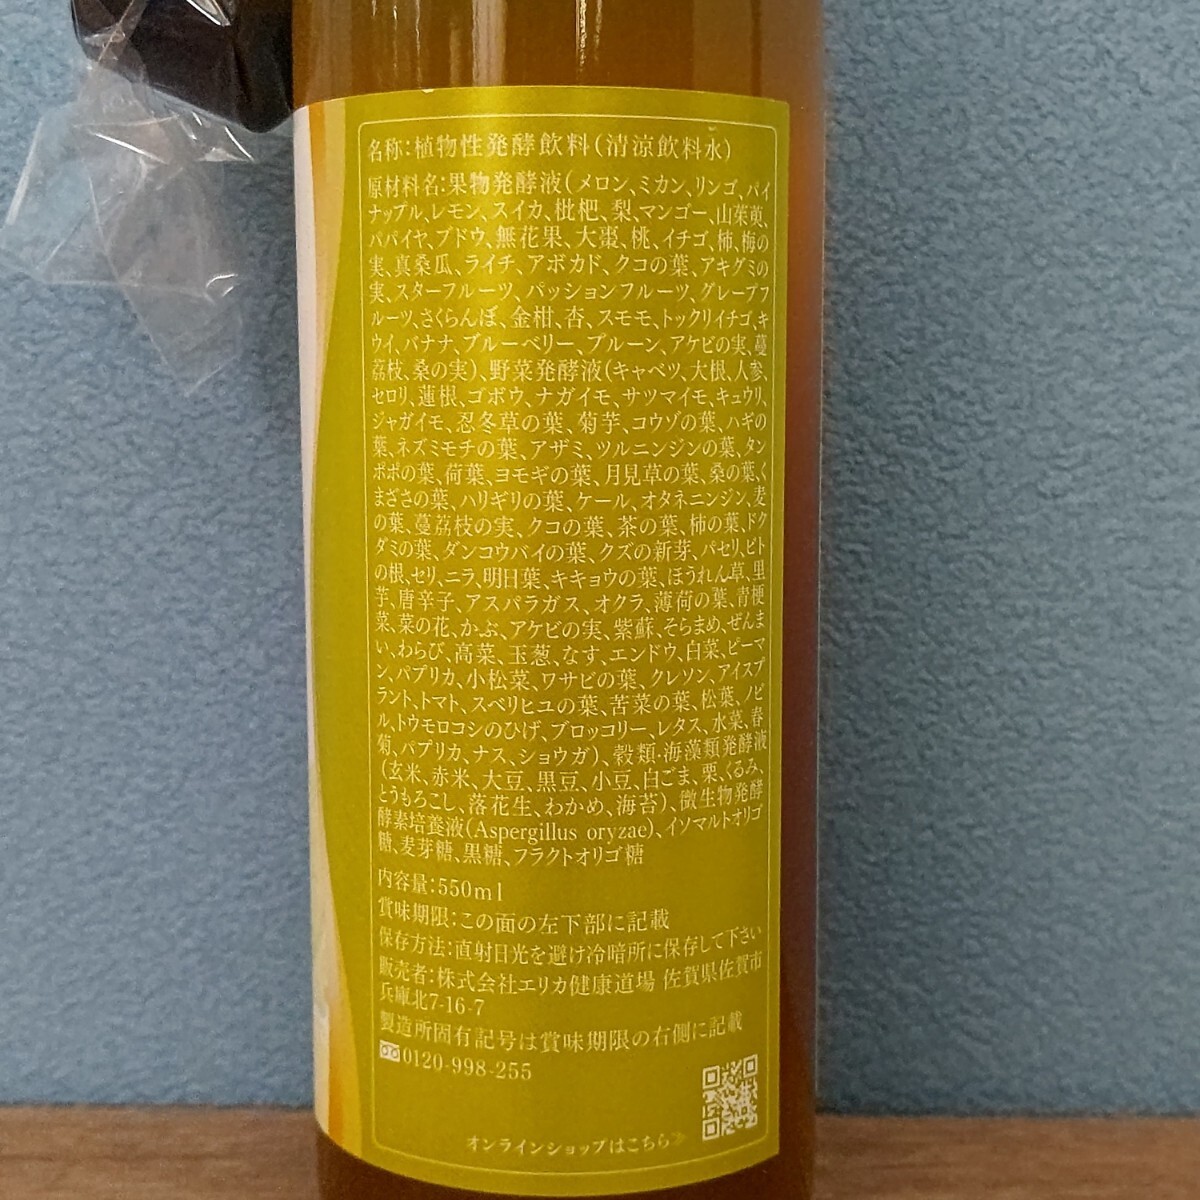 名称:植物性発酵飲料(清涼飲料水)
原材料名:果物発酵液(メロン、ミカン、リンゴ、パイ
ナップル、レモン、スイカ、枇杷、梨、マンゴー、山茱萸、
パパイヤ、ブドウ、無花果、大棗、桃、イチゴ、柿、梅の
実、真桑瓜、ライチ、アボカド、クコの葉、アキグミの
実、スターフルーツ、パッションフルーツ、グレープフ
ルーツ、さくらんぼ、金柑、杏、スモモ、トックリイチゴ、キ
ウイ、バナナ、ブルーベリー、プルーン、アケビの実、蔓
茘枝、桑の実)、野菜発酵液(キャベツ、大根、人参、
セロリ、蓮根、ゴボウ、ナガイモ、サツマイモ、キュウリ、
ジャガイモ、忍冬草の葉、菊芋、コウゾの葉、ハギの
葉、ネズミモチの葉、アザミ、ツルニンジンの葉、タン
ポポの葉、荷葉、ヨモギの葉、月見草の葉、桑の葉、く
まざさの葉、ハリギリの葉、ケール、オタネニンジン、麦
の葉、蔓茘枝の実、クコの葉、茶の葉、柿の葉、ドク
ダミの葉、ダンコウバイの葉、クズの新芽、パセリ、ビト
の根、セリ、ニラ、明日葉、キキョウの葉、ほうれん草、里
芋、唐辛子、アスパラガス、オクラ、薄荷の葉、青梗
菜、菜の花、かぶ、アケビの実、紫蘇、そらまめ、ぜんま
い、わらび、高菜、玉葱、なす、エンドウ、白菜、ピーマ
ン、パプリカ、小松菜、ワサビの葉、クレソン、アイスプ
ラント、トマト、スベリヒユの葉、苦菜の葉、松葉、ノビ
ル、トウモロコシのひげ、ブロッコリー、レタス、水菜、春
菊、パプリカ、ナス、ショウガ)、穀類・海藻類発酵液
(玄米、赤米、大豆、黒豆、小豆、白ごま、栗、くるみ、
とうもろこし、落花生、わかめ、海苔)、微生物発酵
酵素培養液(Aspergillus oryzae)、イソマルトオリゴ
糖、麦芽糖、黒糖、フラクトオリゴ糖
内容量:550ml
賞味期限:この面の左下部に記載
保存方法:直射日光を避け冷暗所に保存して下さい
販売者:株式会社エリカ健康道場 佐賀県佐賀市
兵庫北7-16-7
製造所固有記号は賞味期限の右側に記載
0120-998-255
オンラインショップはこちら≫